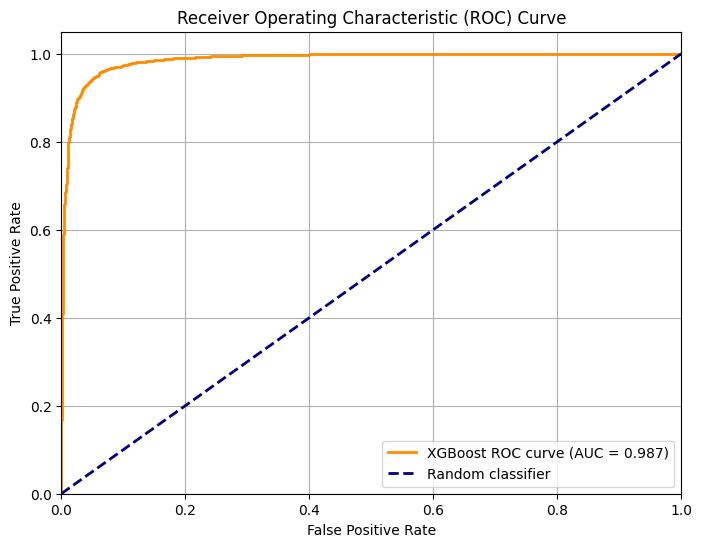 Receiver Operating Characteristic (ROC) Curve
1.0
0.8
0.6
0.4
0.2
0.0
True Positive Rate
0.0 0.2 0.4 0.6 0.8 1.0
False Positive Rate
XGBoost ROC curve (AUC = 0.987)
Random classifier